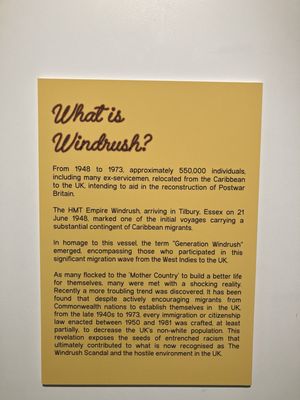 What is
Windrush?
From 1948 to 1973, approximately 550,000 individuals,
including many ex-servicemen, relocated from the Caribbean
to the UK, intending to aid in the reconstruction of Postwar
Britain.
The HMT Empire Windrush, arriving in Tilbury, Essex on 21
June 1948, marked one of the initial voyages carrying a
substantial contingent of Caribbean migrants.
In homage to this vessel, the term "Generation Windrush"
emerged, encompassing those who participated in this
significant migration wave from the West Indies to the UK.
As many flocked to the 'Mother Country' to build a better life
for themselves, many were met with a shocking reality.
Recently a more troubling trend was discovered. It has been
found that despite actively encouraging migrants from
Commonwealth nations to establish themselves in the UK,
from the late 1940s to 1973, every immigration or citizenship
law enacted between 1950 and 1981 was crafted, at least
partially, to decrease the UK's non-white population. This
revelation exposes the seeds of entrenched racism that
ultimately contributed to what is now recognised as The
Windrush Scandal and the hostile environment in the UK.